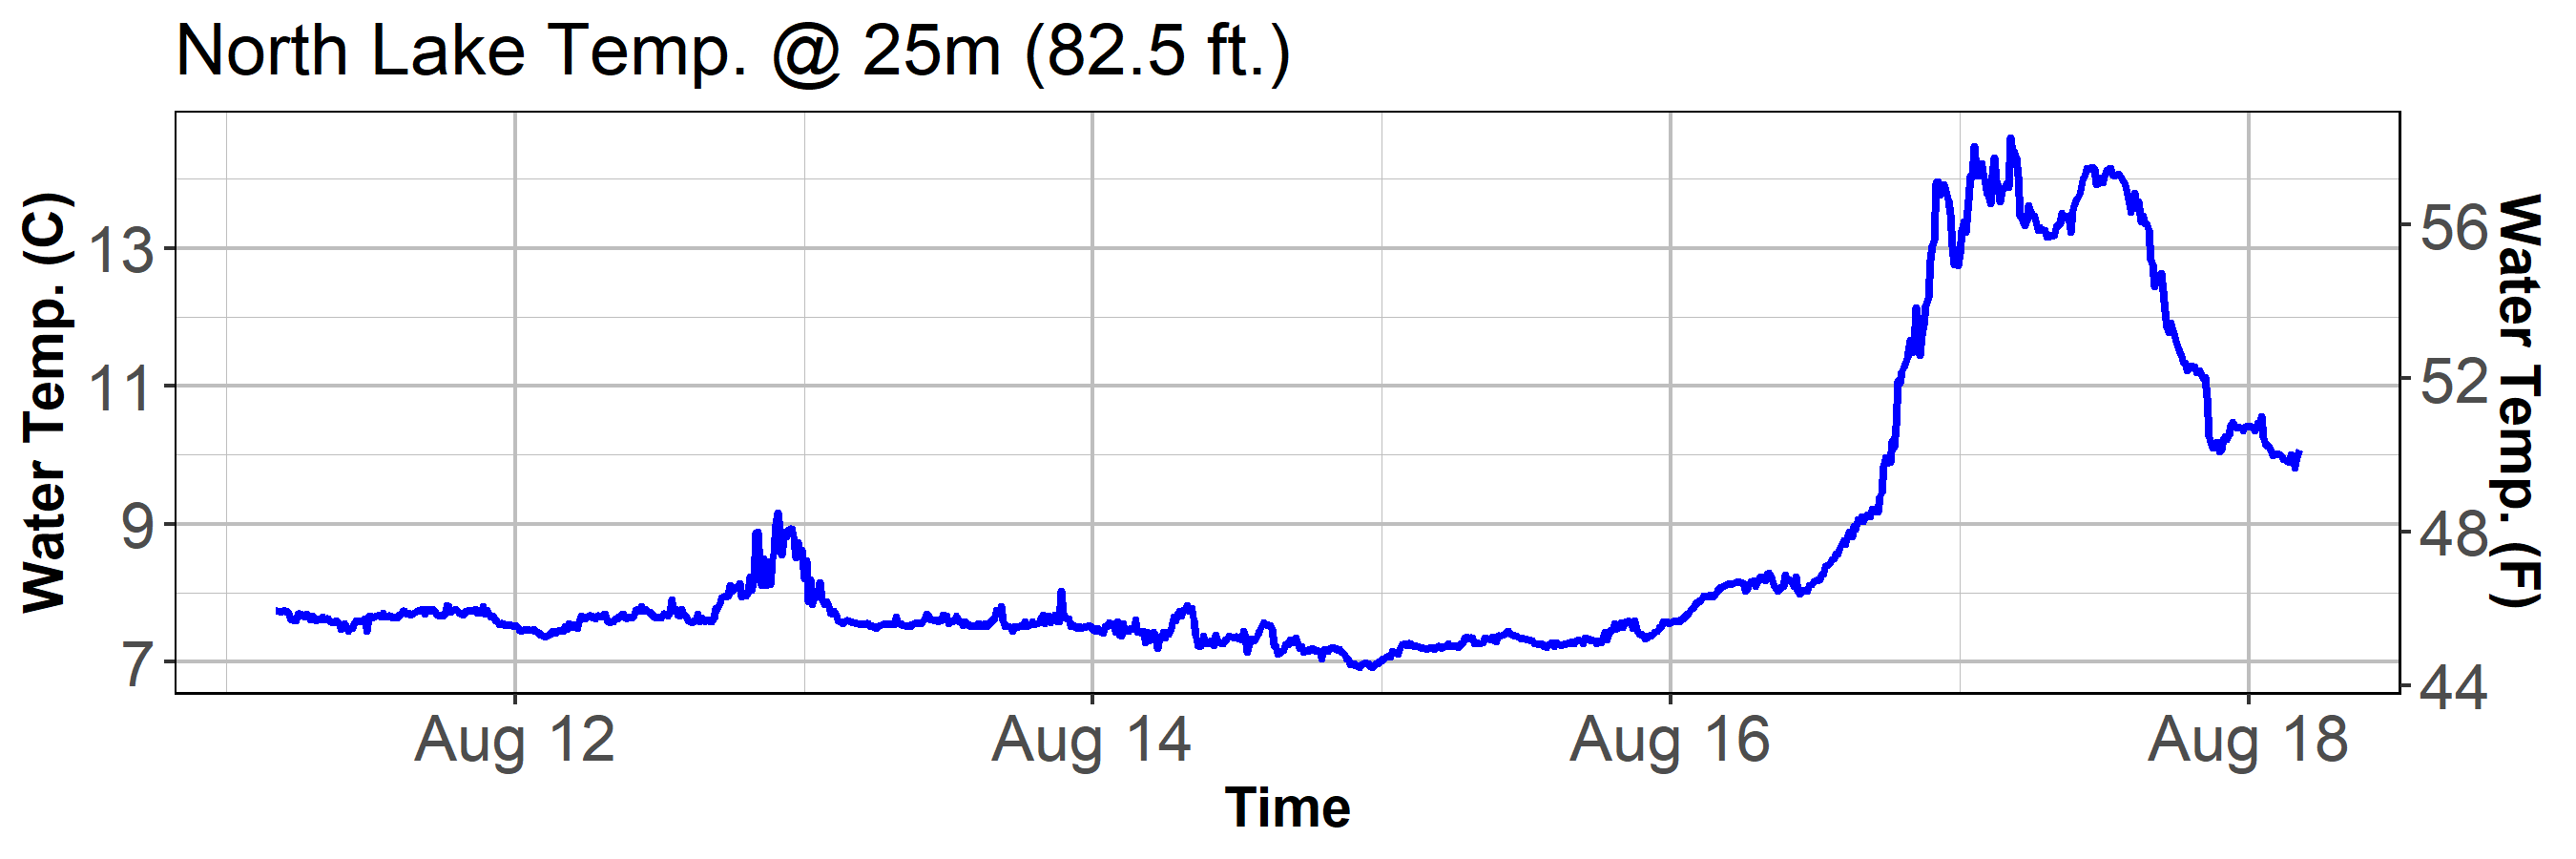 North Lake Temp. @ 25m (82.5 ft.)
Water Temp. (C)
13
11
9
7
56
52
48
44
Water Temp. (F)
Aug 12
Aug 14
Aug 16
Aug 18
Time